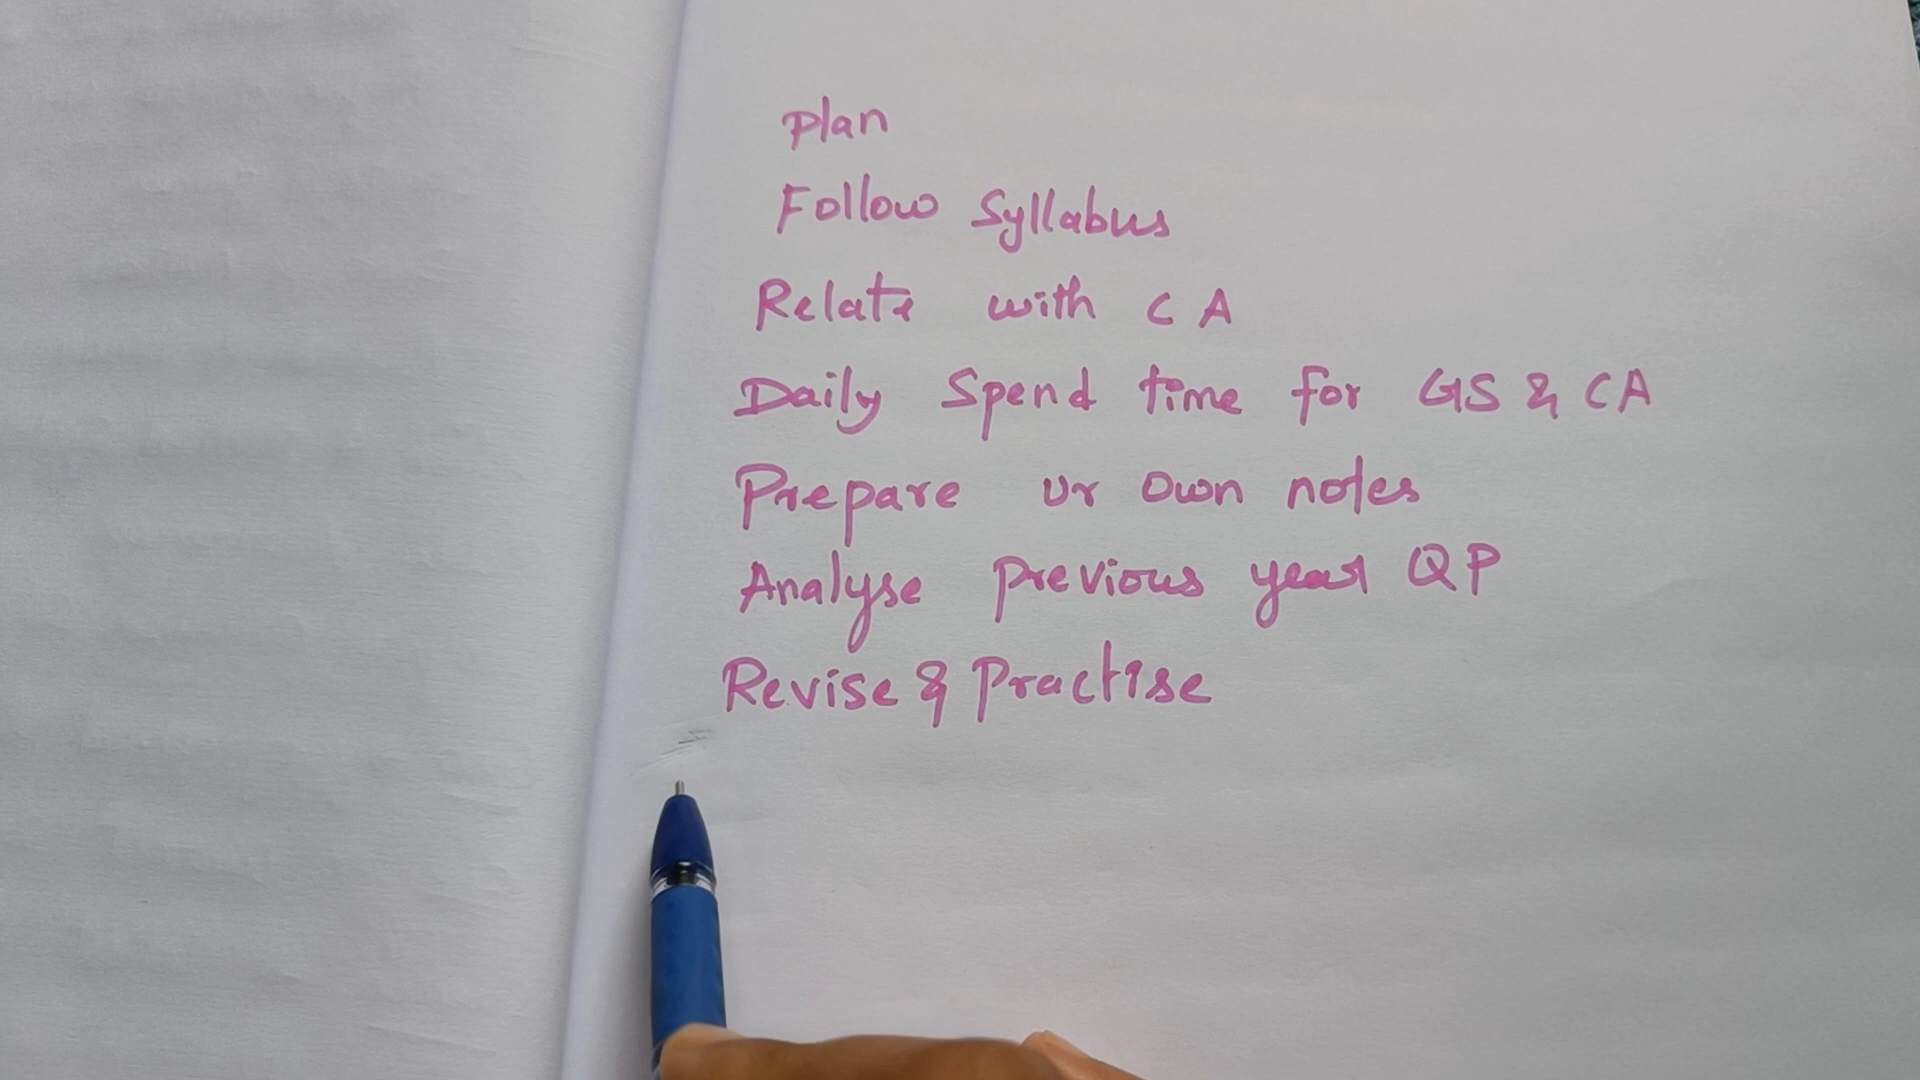 Plan
Follow Syllabus
Relate with CA
Daily Spend time for GS & CA
Prepare ur own notes
Analyse previous year QP
Revise & Practise